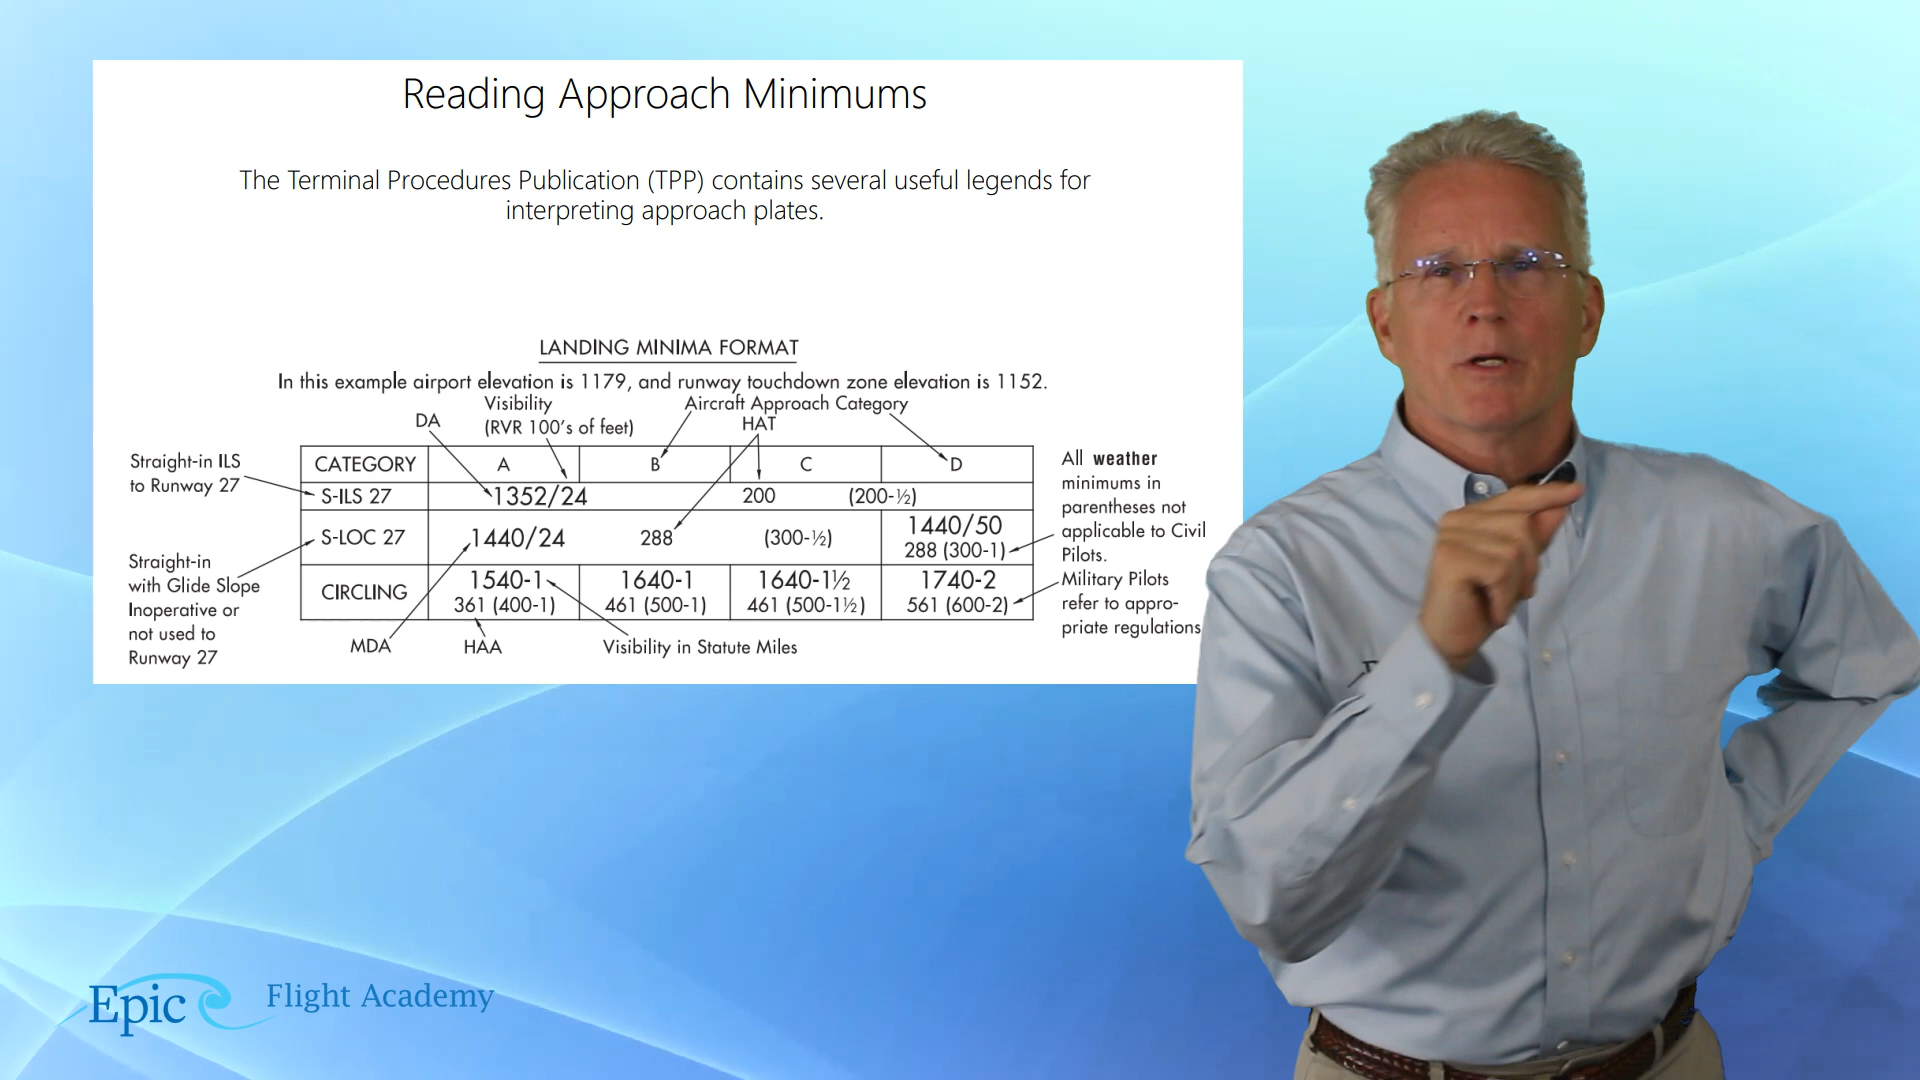 Reading Approach Minimums
The Terminal Procedures Publication (TPP) contains several useful legends for
interpreting approach plates.
LANDING MINIMA FORMAT
In this example airport elevation is 1179, and runway touchdown zone elevation is 1152.
DA
Visibility
(RVR 100's of feet)
Aircraft Approach Category
HAT
Straight-in ILS
to Runway 27
CATEGORY A B C D
S-ILS 27 1352/24 200 (200-½)
S-LOC 27 1440/24 288 (300-½) 1440/50
288 (300-1)
CIRCLING 1540-1 1640-1 1640-1½ 1740-2
361 (400-1) 461 (500-1) 461 (500-1½) 561 (600-2)
Straight-in
with Glide Slope
Inoperative or
not used to
Runway 27
MDA
HAA
Visibility in Statute Miles
All weather
minimums in
parentheses not
applicable to Civil
Pilots.
Military Pilots
refer to appro-
priate regulations
Epic Flight Academy